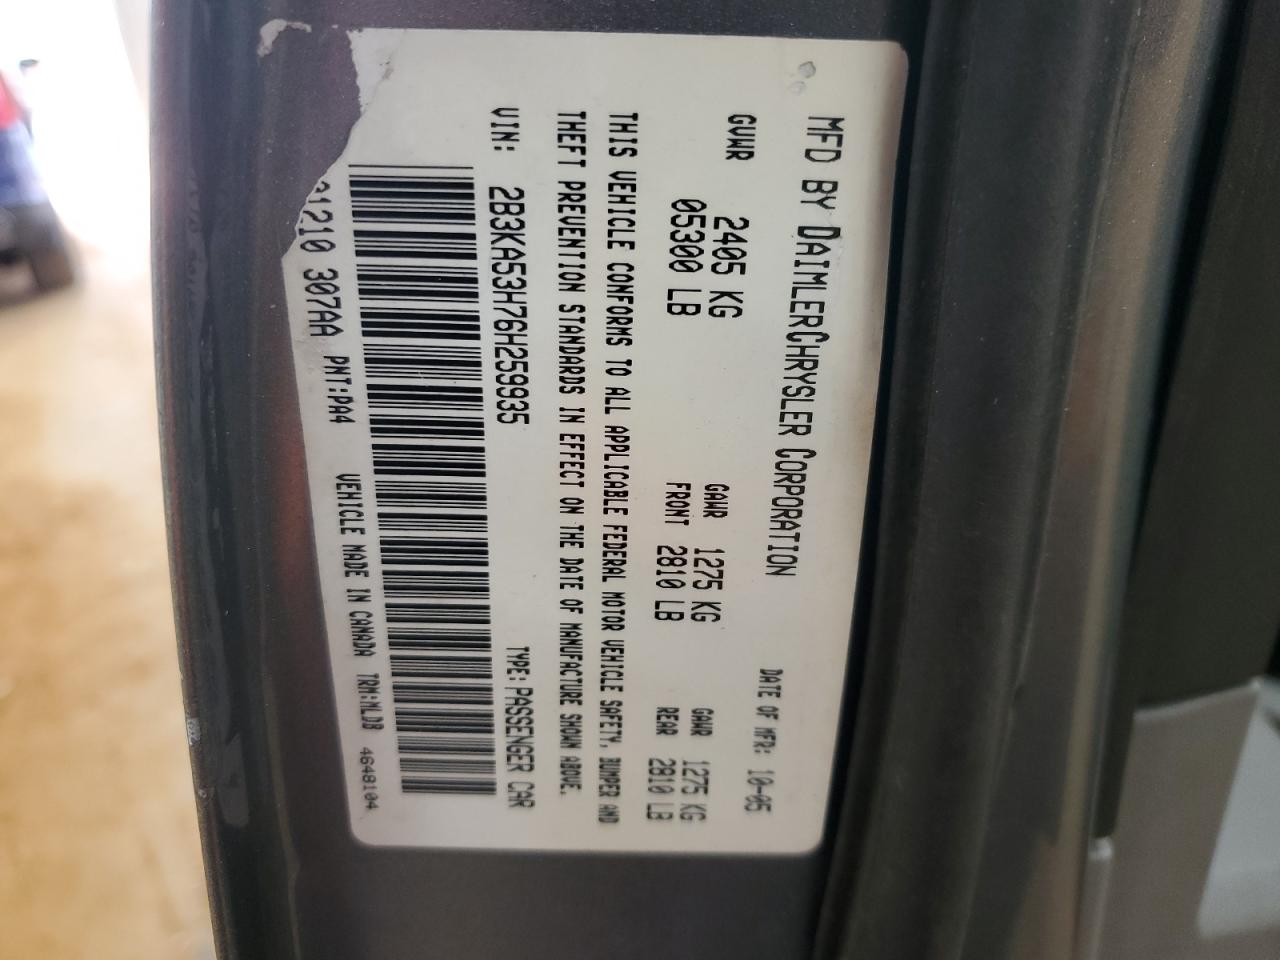 MFD BY DAIMLERCHRYSLER CORPORATION
DATE OF MFR: 10-05
GVWR 2405 KG
05300 LB
GAWR 1275 KG
FRONT 2810 LB
GAWR 1275 KG
REAR 2810 LB
THIS VEHICLE CONFORMS TO ALL APPLICABLE FEDERAL MOTOR VEHICLE SAFETY, BUMPER AND
THEFT PREVENTION STANDARDS IN EFFECT ON THE DATE OF MANUFACTURE SHOWN ABOVE.
VIN: 2B3KA53H76H259935 TYPE: PASSENGER CAR
1210 307AA PNT:PA4 VEHICLE MADE IN CANADA TRM:MLDB 4648104